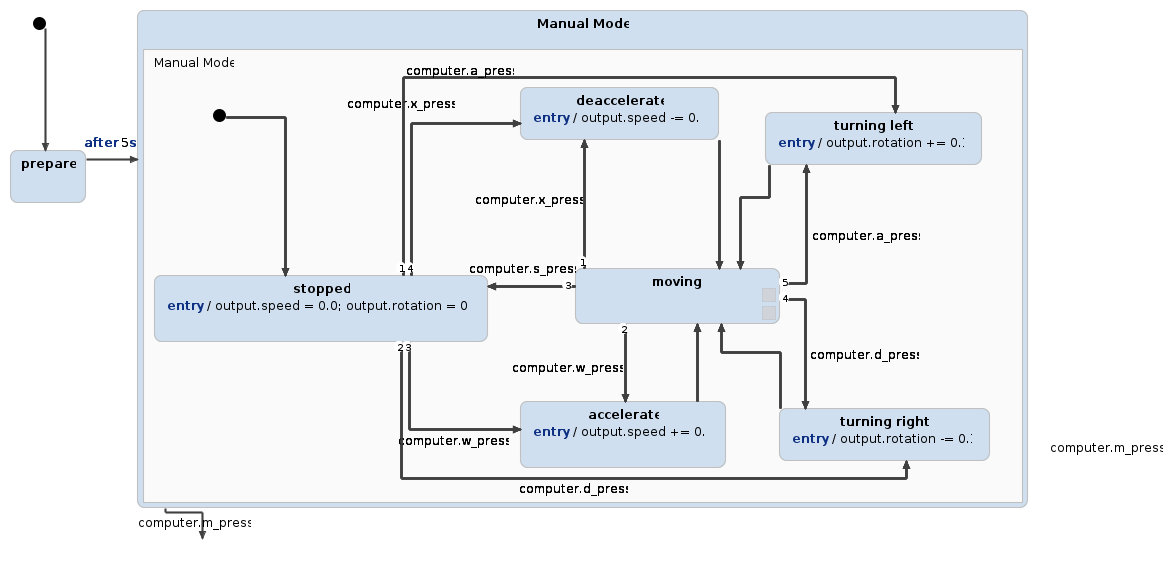 Manual Mode
Manual Mode
computer.a_press
deaccelerate
entry / output.speed -= 0.
computer.x_press
turning left
entry / output.rotation += 0.
after 5s
prepare
computer.x_press
computer.a_press
1 4
computer.s_press
1
3
moving
5
4
stopped
entry / output.speed = 0.0; output.rotation = 0
2
2 3
computer.d_press
computer.w_press
accelerate
entry / output.speed += 0.
turning right
entry / output.rotation -= 0.
computer.w_press
computer.m_press
computer.d_press
computer.m_press